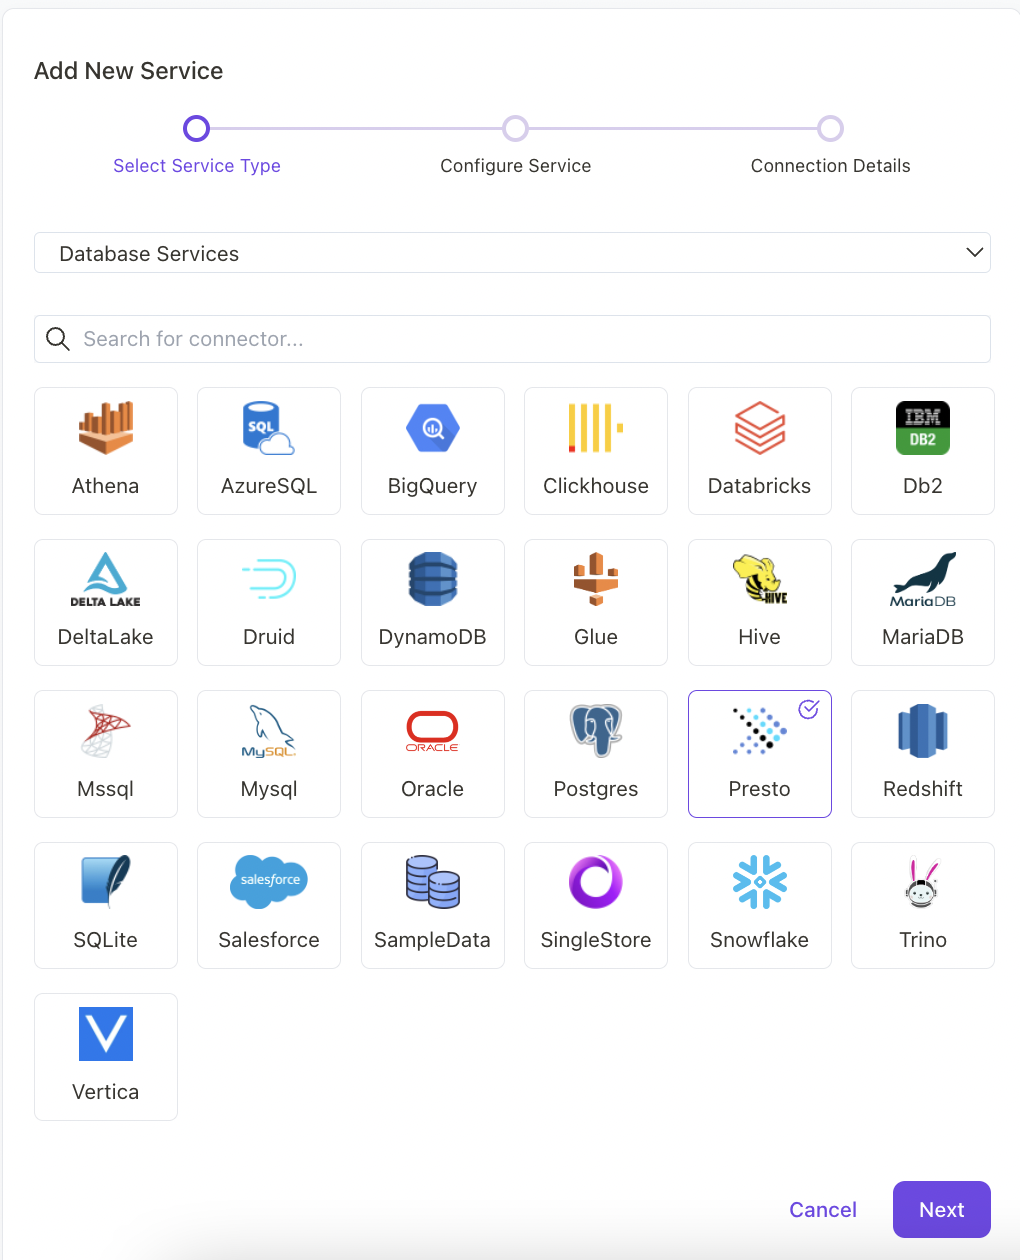 Add New Service
Select Service Type
Configure Service
Connection Details
Database Services
Search for connector...
SQL
IBM
DB2
Athena
AzureSQL
BigQuery
Clickhouse
Databricks
Db2
DELTA LAKE
HIVE
MariaDB
DeltaLake
Druid
DynamoDB
Glue
Hive
MariaDB
MySQL
ORACLE
Mssql
Mysql
Oracle
Postgres
Presto
Redshift
salesforce
SQLite
Salesforce
SampleData
SingleStore
Snowflake
Trino
V
Vertica
Cancel
Next